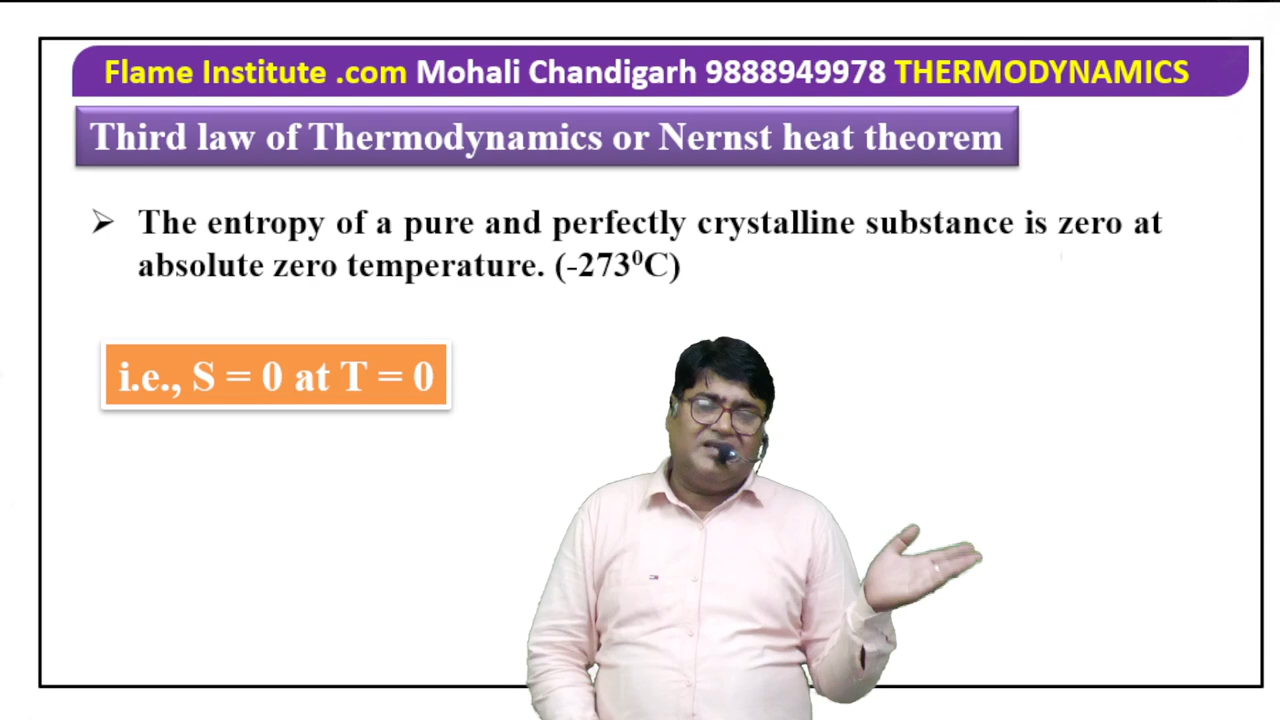 Flame Institute .com Mohali Chandigarh 9888949978 THERMODYNAMICS
Third law of Thermodynamics or Nernst heat theorem
➢ The entropy of a pure and perfectly crystalline substance is zero at
absolute zero temperature. (-273⁰C)
i.e., S = 0 at T = 0